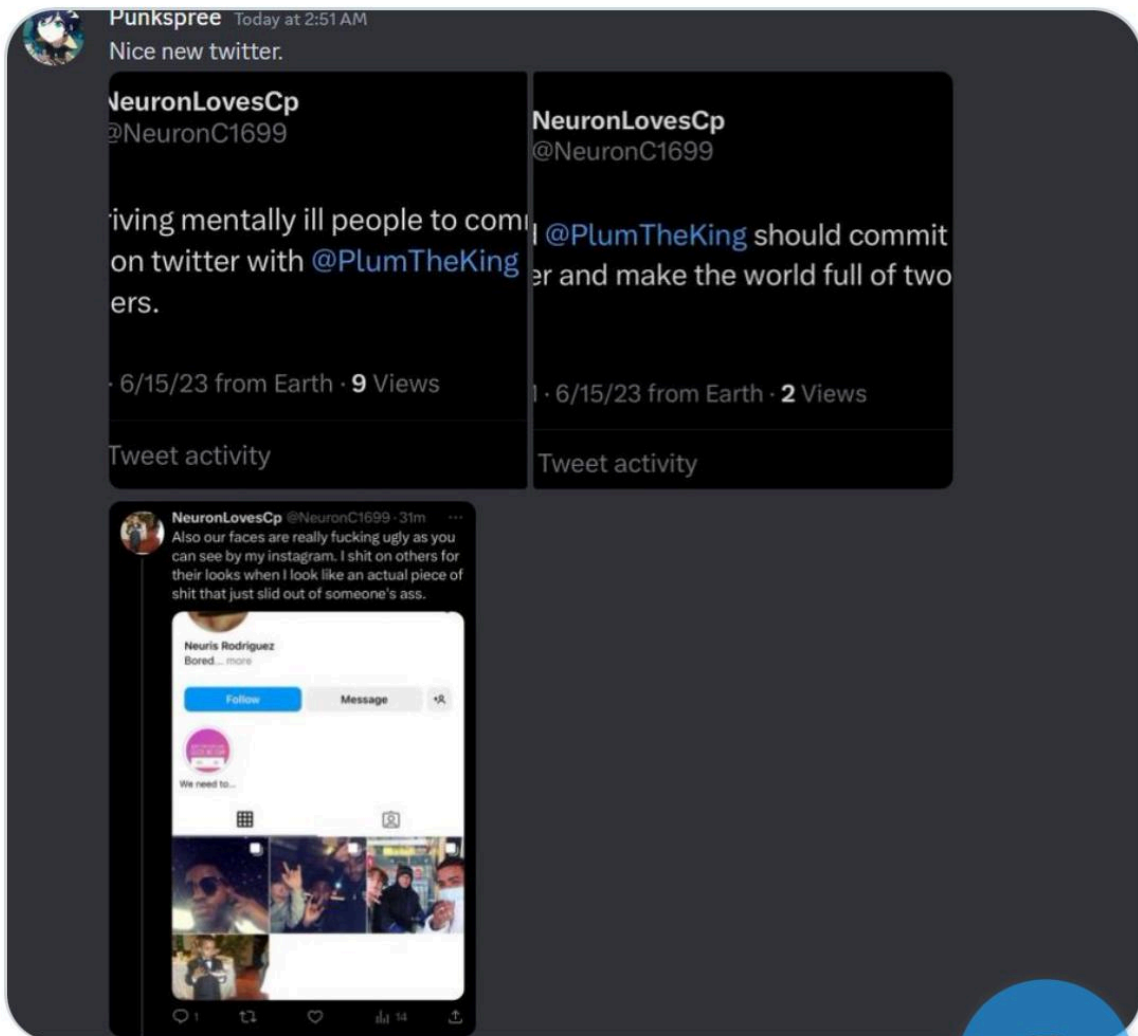 Punkspree Today at 2:51 AM
Nice new twitter.
NeuronLovesCp
@NeuronC1699
riving mentally ill people to com
on twitter with @PlumTheKing
ers.
· 6/15/23 from Earth · 9 Views
Tweet activity
NeuronLovesCp
@NeuronC1699
@PlumTheKing should commit
er and make the world full of two
· 6/15/23 from Earth · 2 Views
Tweet activity
NeuronLovesCp @NeuronC1699 · 31m ...
Also our faces are really fucking ugly as you
can see by my instagram. I shit on others for
their looks when I look like an actual piece of
shit that just slid out of someone's ass.
Neuris Rodriguez
Bored... more
Follow Message
We need to...
1 14